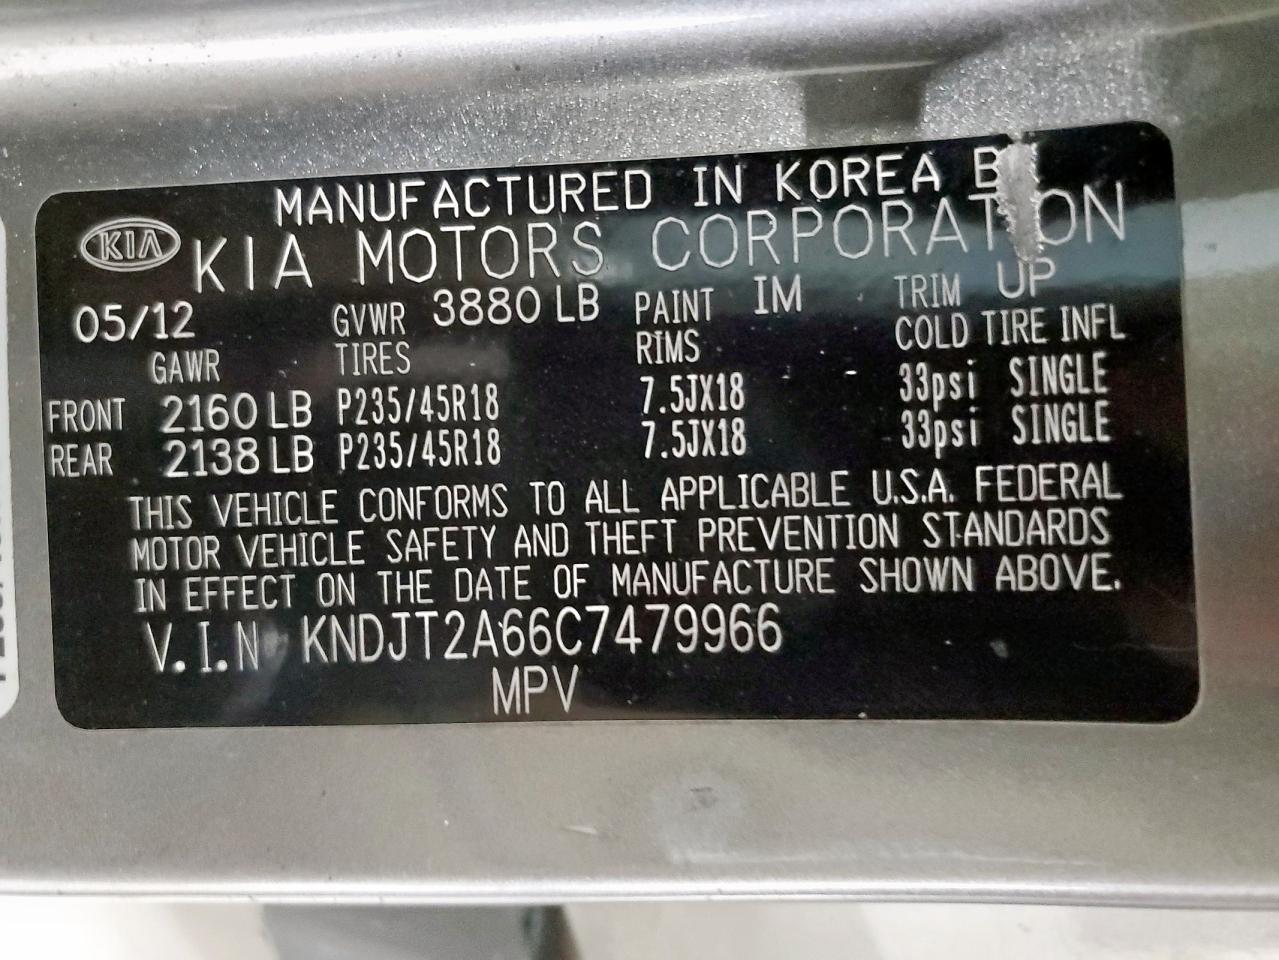 MANUFACTURED IN KOREA BY
KIA KIA MOTORS CORPORATION
05/12 GVWR 3880 LB PAINT IM TRIM UP
GAWR TIRES RIMS COLD TIRE INFL
FRONT 2160 LB P235/45R18 7.5JX18 33psi SINGLE
REAR 2138 LB P235/45R18 7.5JX18 33psi SINGLE
THIS VEHICLE CONFORMS TO ALL APPLICABLE U.S.A. FEDERAL
MOTOR VEHICLE SAFETY AND THEFT PREVENTION STANDARDS
IN EFFECT ON THE DATE OF MANUFACTURE SHOWN ABOVE.
V.I.N KNDJT2A66C7479966
MPV